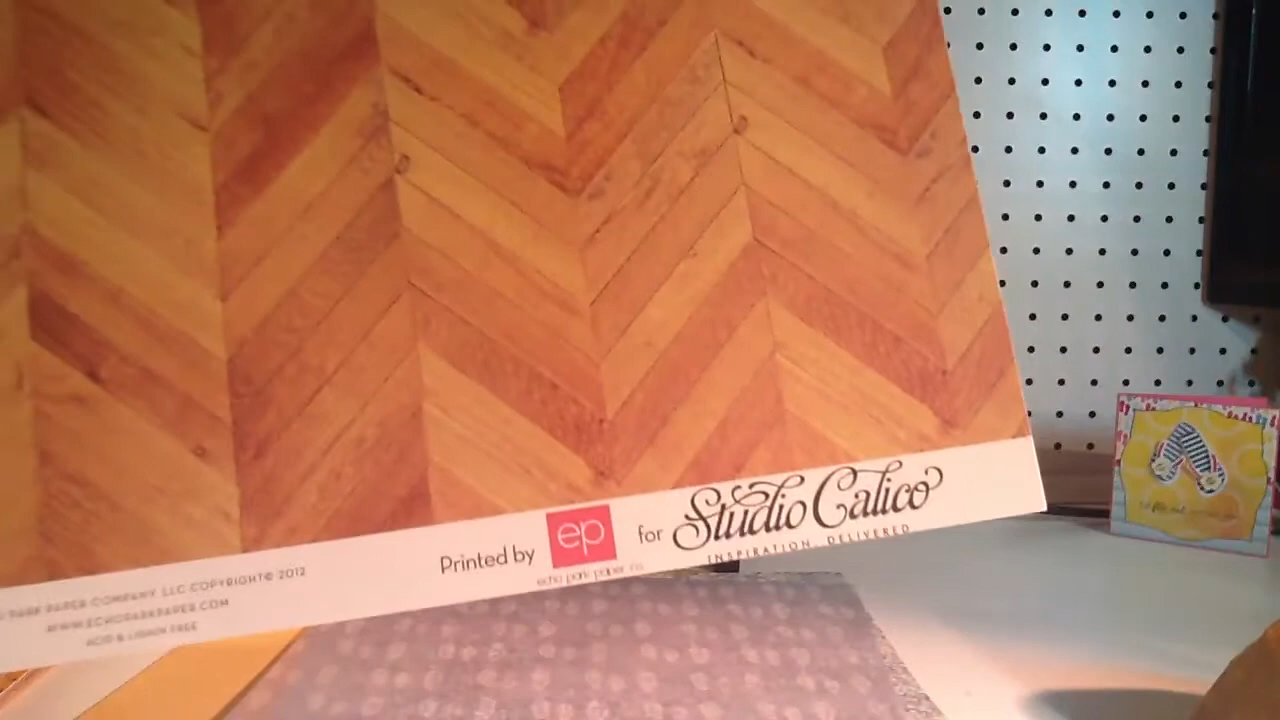 PARK PAPER COMPANY, LLC COPYRIGHT© 2012
WWW.ECHOPARKPAPER.COM
ACID & LIGNIN FREE
Printed by
ep
echo park paper co.
for
Studio Calico
INSPIRATION, DELIVERED